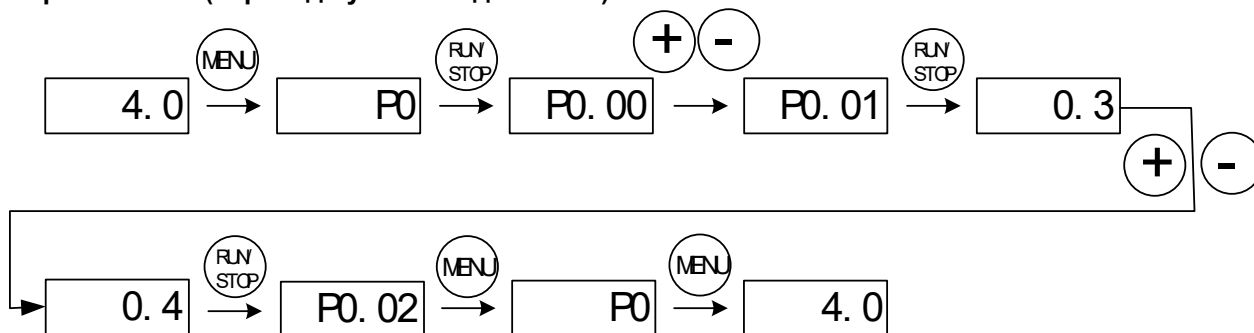 MENU RUN/ STOP + - RUN/ STOP
4.0 P0 P0.00 P0.01 0.3
+ -
RUN/ STOP MENU MENU
0.4 P0.02 P0 4.0